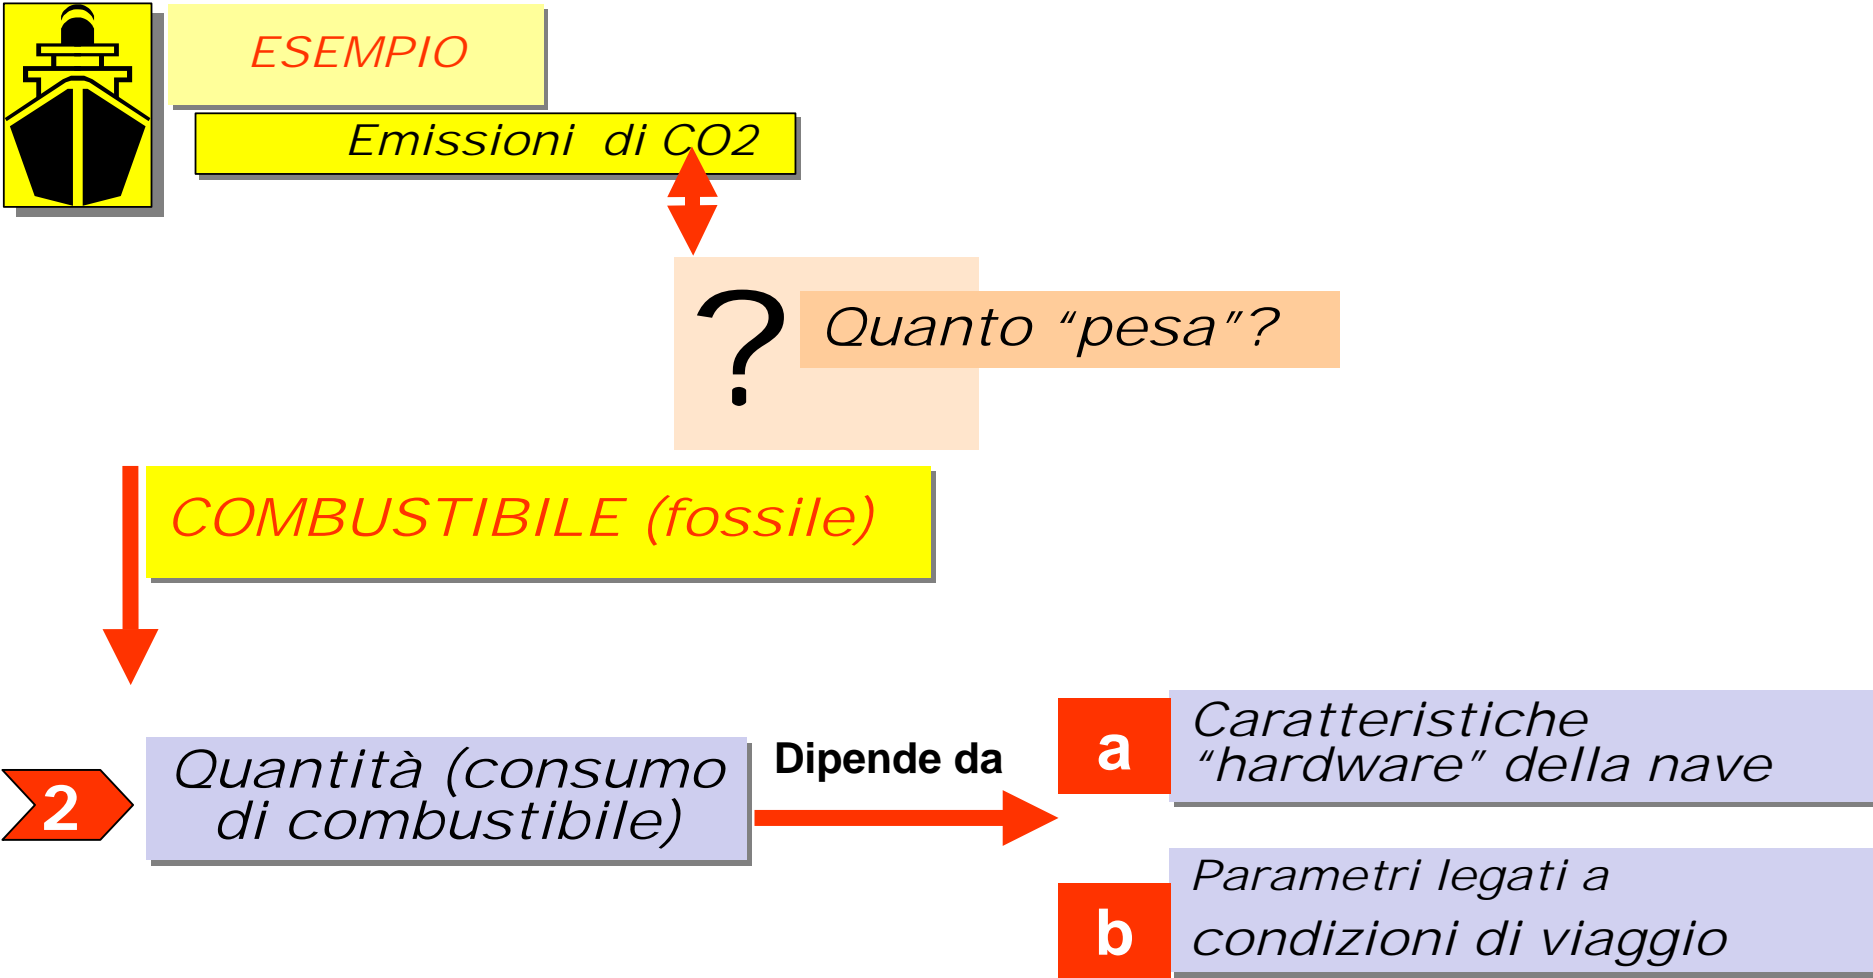 ESEMPIO
Emissioni di CO2
?
Quanto “pesa”?
COMBUSTIBILE (fossile)
2
Quantità (consumo
di combustibile)
Dipende da
a
Caratteristiche
“hardware” della nave
b
Parametri legati a
condizioni di viaggio